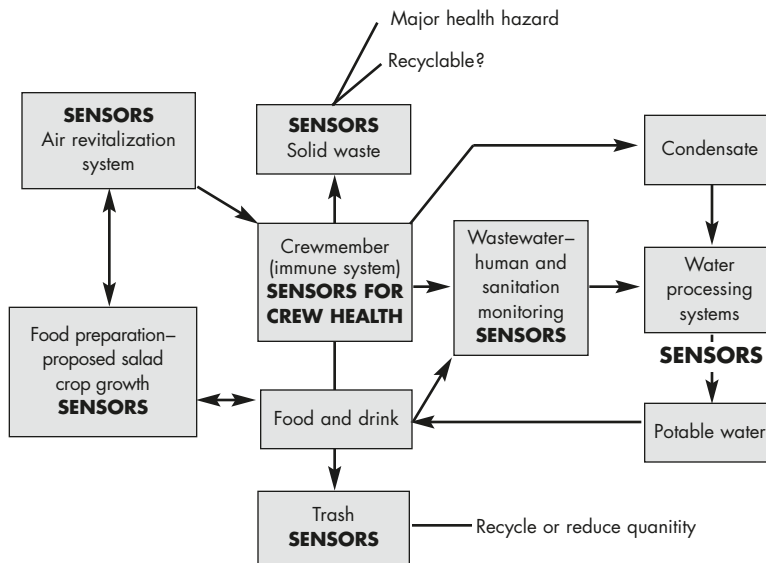 Major health hazard
Recyclable?
SENSORS
Air revitalization
system
SENSORS
Solid waste
Condensate
Crewmember
(immune system)
SENSORS FOR
CREW HEALTH
Wastewater–
human and
sanitation
monitoring
SENSORS
Water
processing
systems
SENSORS
Food preparation–
proposed salad
crop growth
SENSORS
Food and drink
Potable water
Trash
SENSORS
Recycle or reduce quanitity